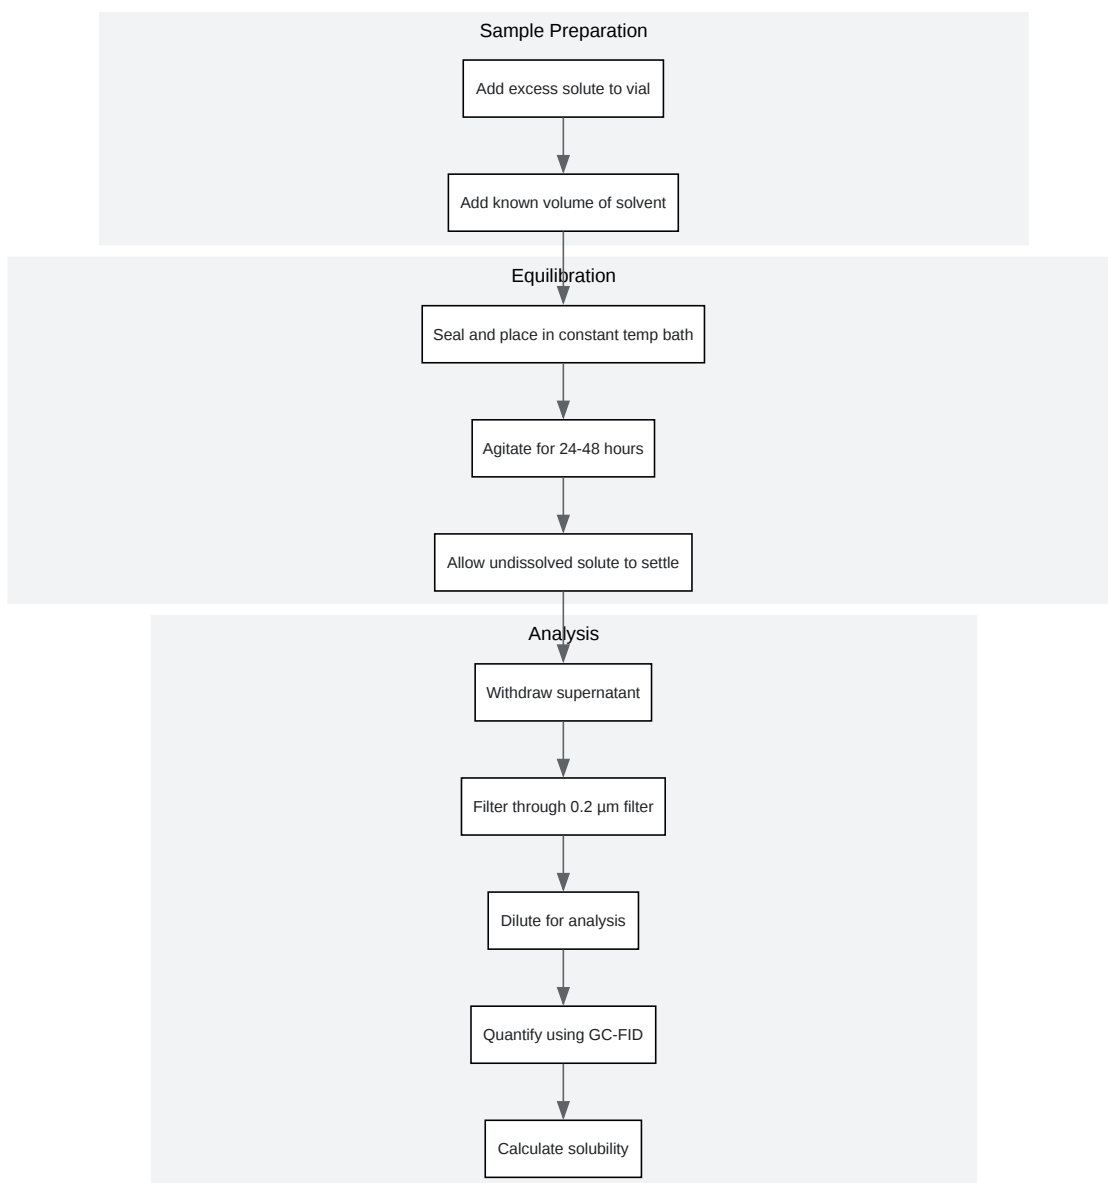 Sample Preparation
Add excess solute to vial
Add known volume of solvent
Equilibration
Seal and place in constant temp bath
Agitate for 24-48 hours
Allow undissolved solute to settle
Analysis
Withdraw supernatant
Filter through 0.2 µm filter
Dilute for analysis
Quantify using GC-FID
Calculate solubility